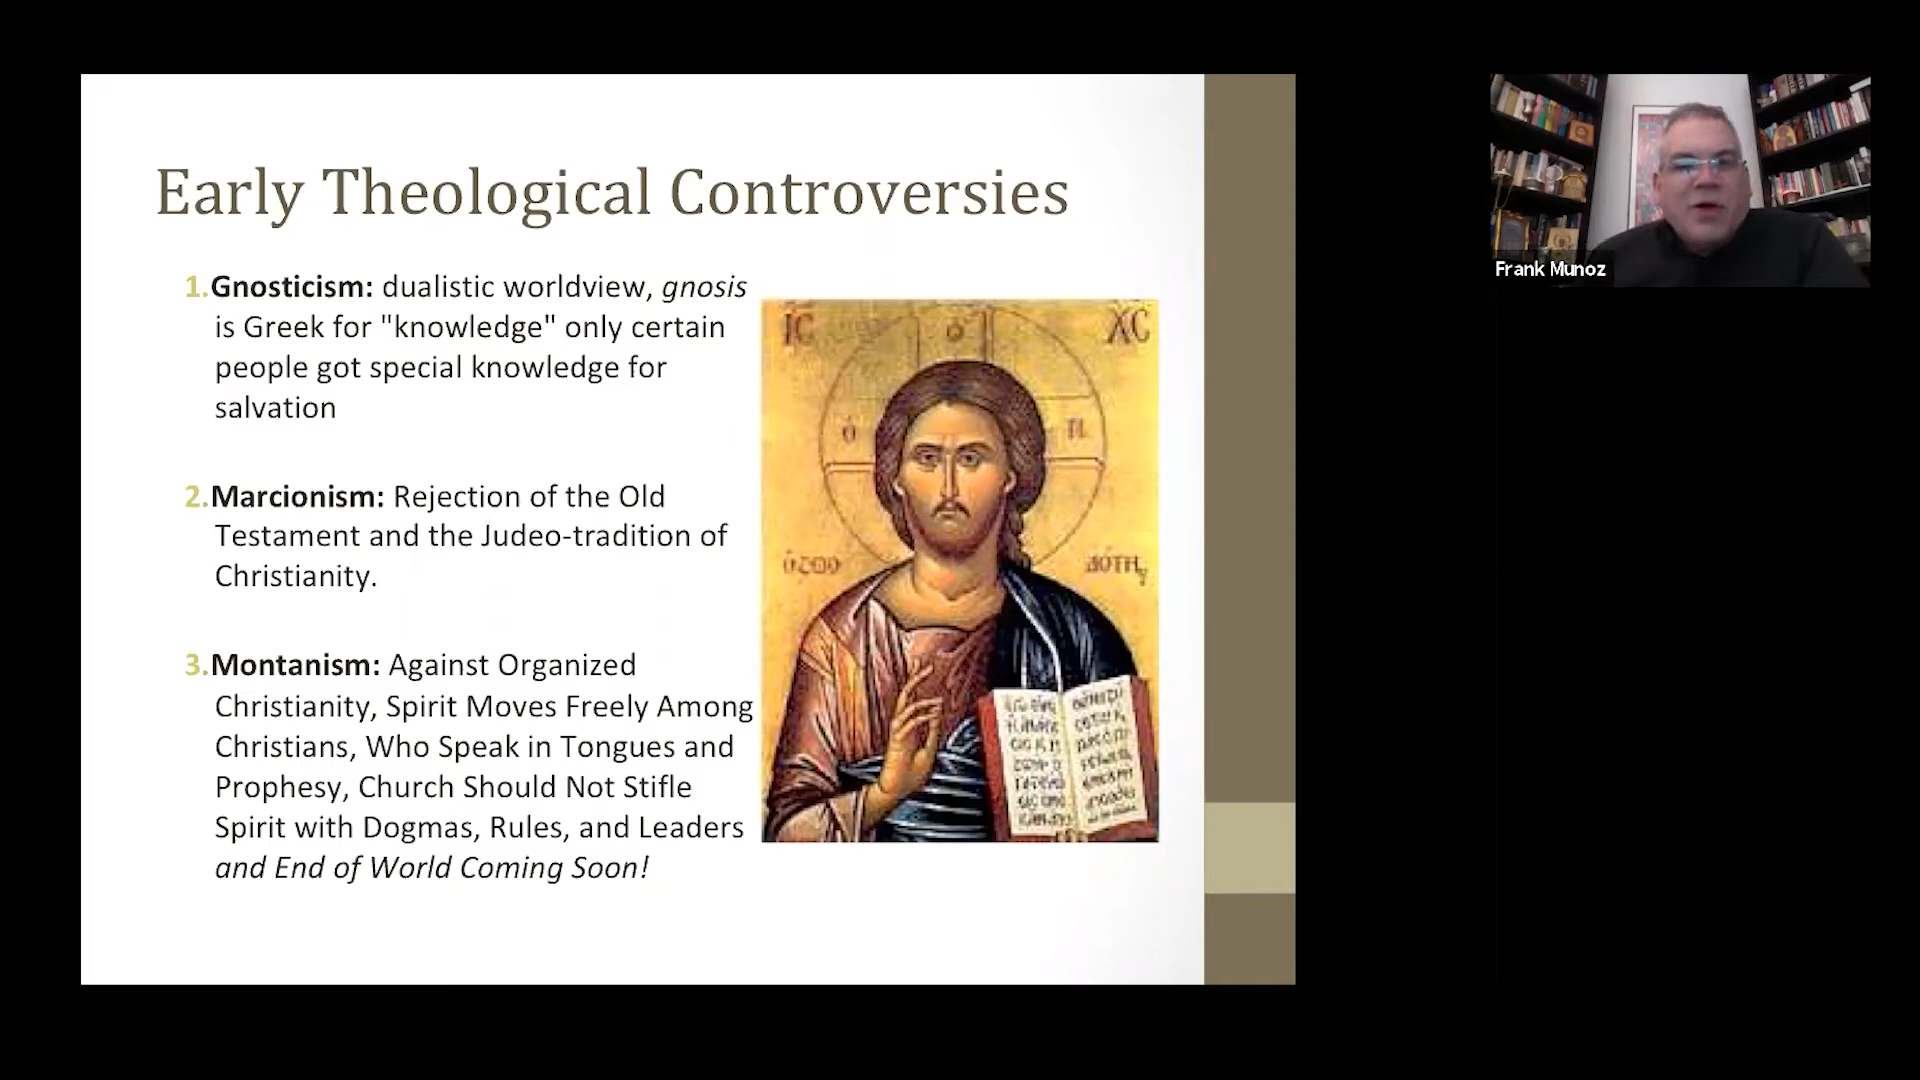 Early Theological Controversies
1.Gnosticism: dualistic worldview, gnosis
is Greek for "knowledge" only certain
people got special knowledge for
salvation
2.Marcionism: Rejection of the Old
Testament and the Judeo-tradition of
Christianity.
3.Montanism: Against Organized
Christianity, Spirit Moves Freely Among
Christians, Who Speak in Tongues and
Prophesy, Church Should Not Stifle
Spirit with Dogmas, Rules, and Leaders
and End of World Coming Soon!
IC XC
Frank Munoz